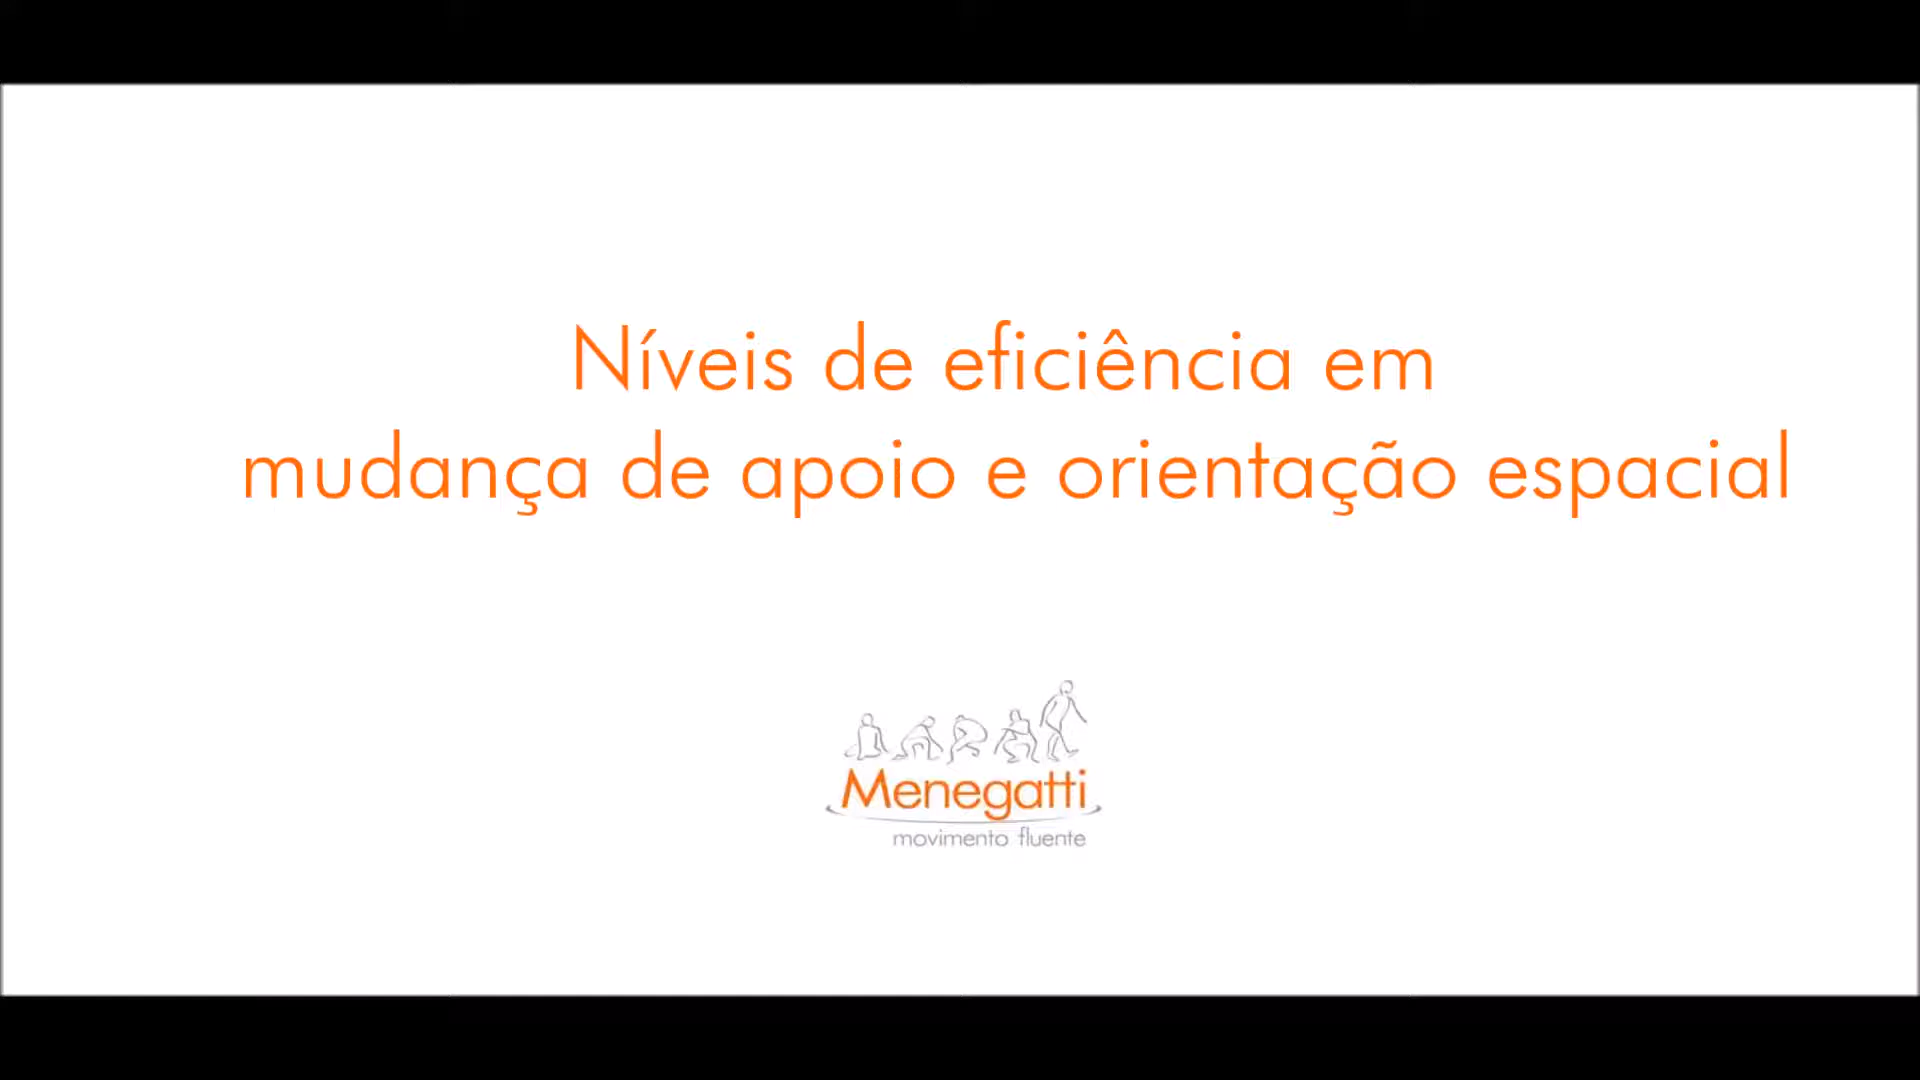 Níveis de eficiência em
mudança de apoio e orientação espacial
Menegatti
movimento fluente